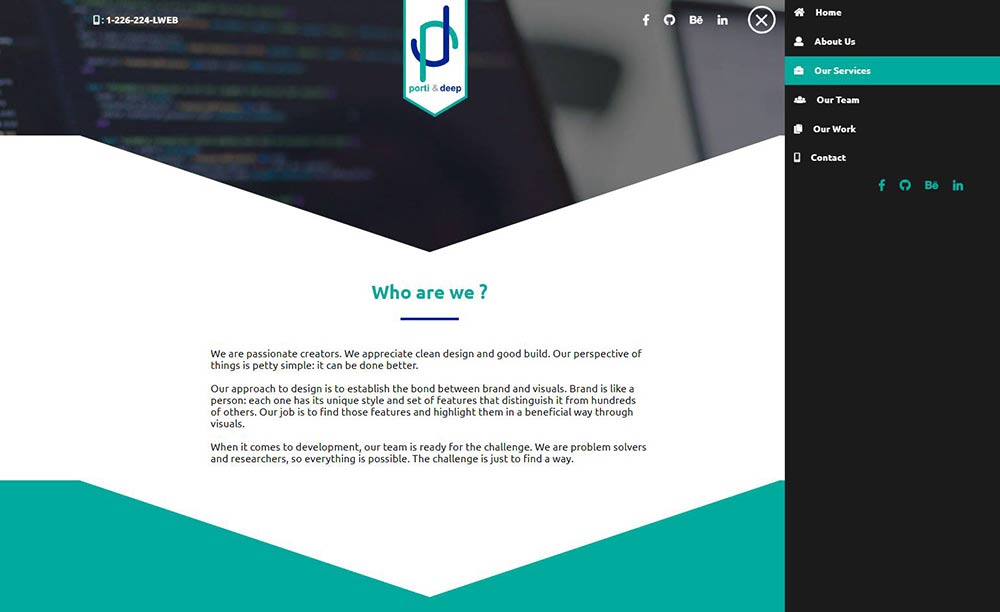 : 1-226-224-LWEB
porti & deep
Home
About Us
Our Services
Our Team
Our Work
Contact
Who are we ?
We are passionate creators. We appreciate clean design and good build. Our perspective of
things is petty simple: it can be done better.
Our approach to design is to establish the bond between brand and visuals. Brand is like a
person: each one has its unique style and set of features that distinguish it from hundreds
of others. Our job is to find those features and highlight them in a beneficial way through
visuals.
When it comes to development, our team is ready for the challenge. We are problem solvers
and researchers, so everything is possible. The challenge is just to find a way.